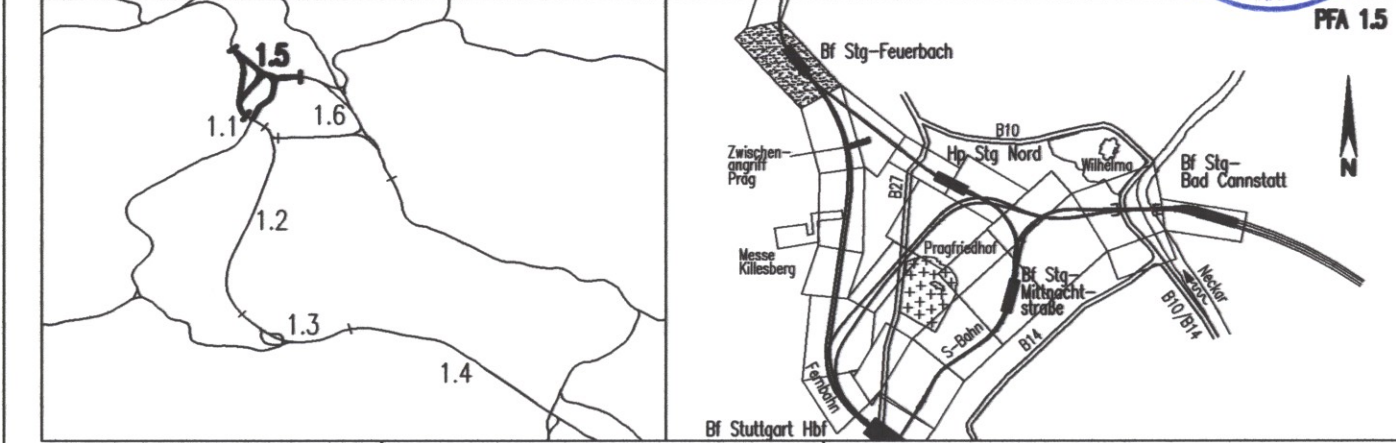 PFA 1.5
1.5
1.6
1.1
1.2
1.3
1.4
Bf Stg-Feuerbach
N
B10
Zwischen-
angriff
Prag
Hp Stg Nord
Wilhelma
Bf Stg-
Bad Cannstatt
B27
Messe
Killesberg
Pragfriedhof
Bf Stg-
Mittnacht-
straße
Neckar
B10/B14
S-Bahn
B14
Fernbahn
Bf Stuttgart Hbf